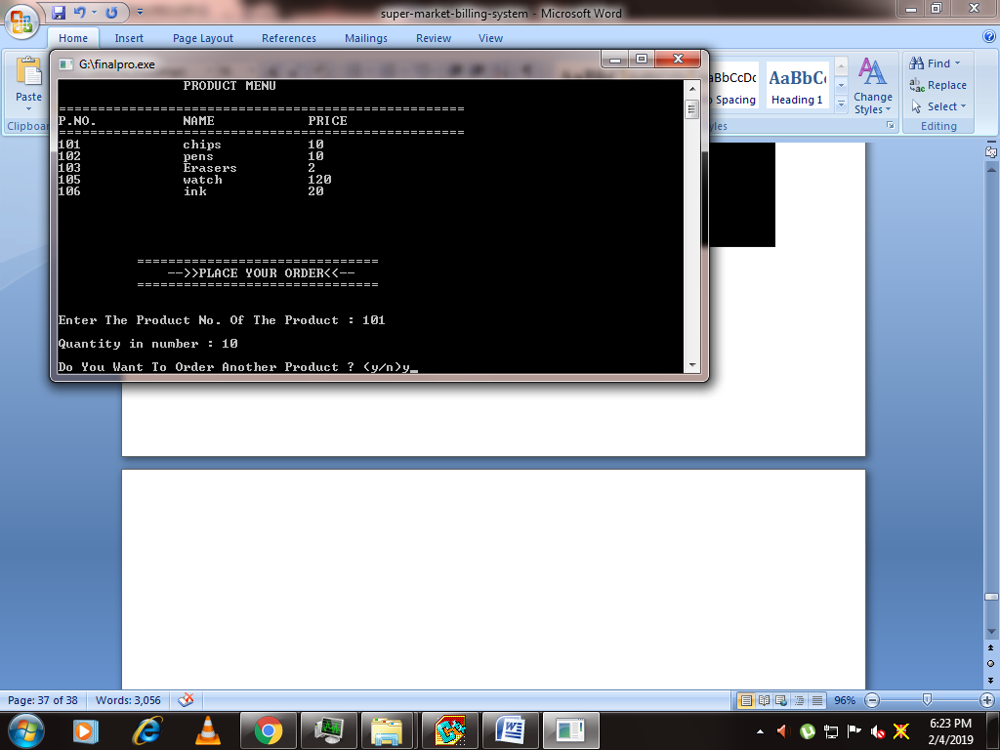 super-market-billing-system - Microsoft Word
Home Insert Page Layout References Mailings Review View
G:\finalpro.exe
Paste
Clipboar
AaBbC
Spacing
Heading 1
Change Styles
Find
Replace
Select
Editing
PRODUCT MENU
====================================================
P.NO. NAME PRICE
====================================================
101 chips 10
102 pens 10
103 Erasers 2
105 watch 120
106 ink 20
===============================
-->>PLACE YOUR ORDER<<--
===============================
Enter The Product No. Of The Product : 101
Quantity in number : 10
Do You Want To Order Another Product ? (y/n)y_
Page: 37 of 38 Words: 3,056 96%
6:23 PM
2/4/2019